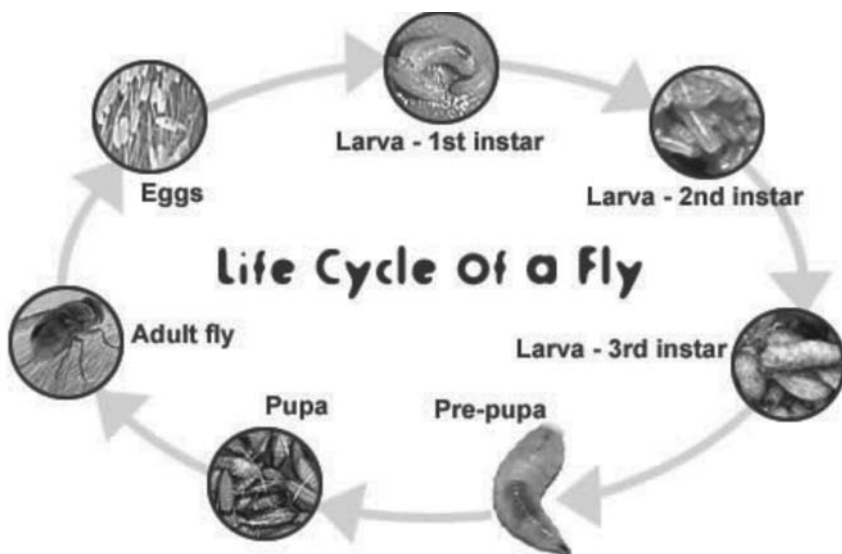 Larva - 1st instar
Eggs
Larva - 2nd instar
Life Cycle Of a Fly
Adult fly
Larva - 3rd instar
Pupa
Pre-pupa